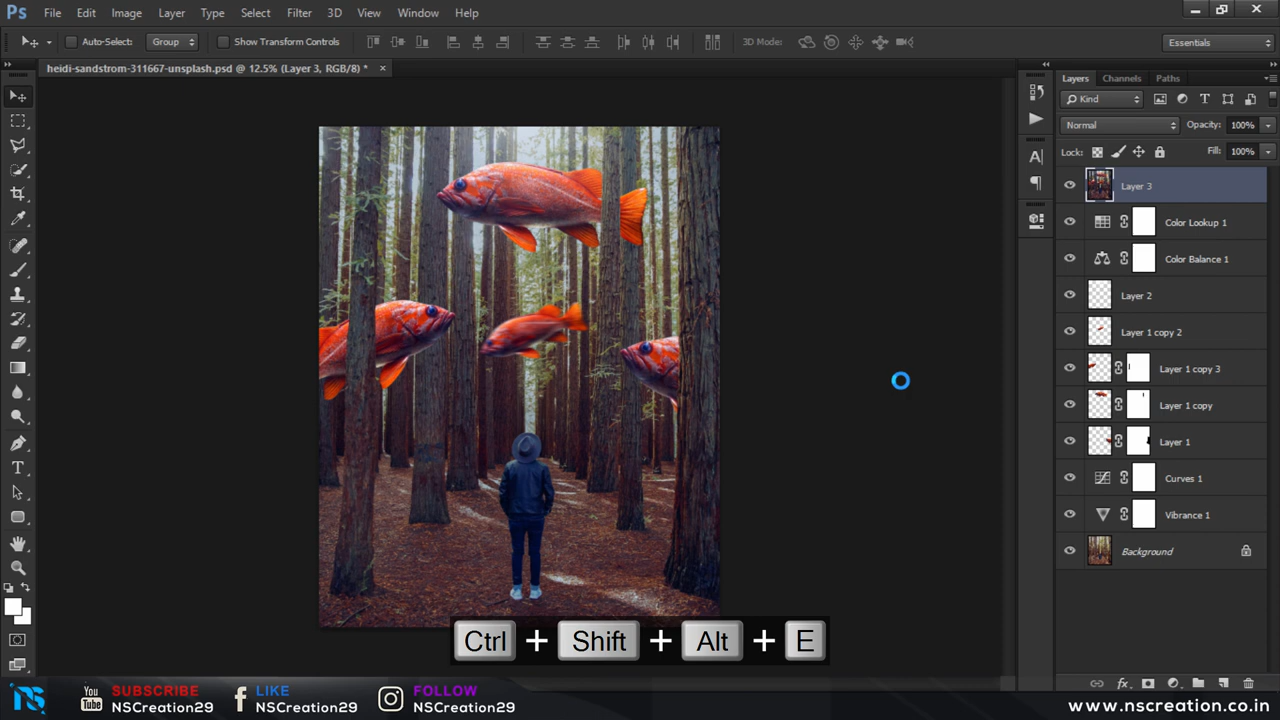 Ps File Edit Image Layer Type Select Filter 3D View Window Help
Auto-Select: Group Show Transform Controls 3D Mode: Essentials
heidi-sandstrom-311667-unsplash.psd @ 12.5% (Layer 3, RGB/8) * ×
Layers Channels Paths
Kind
Normal Opacity: 100%
Lock: Fill: 100%
Layer 3
Color Lookup 1
Color Balance 1
Layer 2
Layer 1 copy 2
Layer 1 copy 3
Layer 1 copy
Layer 1
Curves 1
Vibrance 1
Background
Ctrl + Shift + Alt + E
You Tube SUBSCRIBE
NSCreation29
f LIKE
NSCreation29
FOLLOW
NSCreation29
www.nscreation.co.in